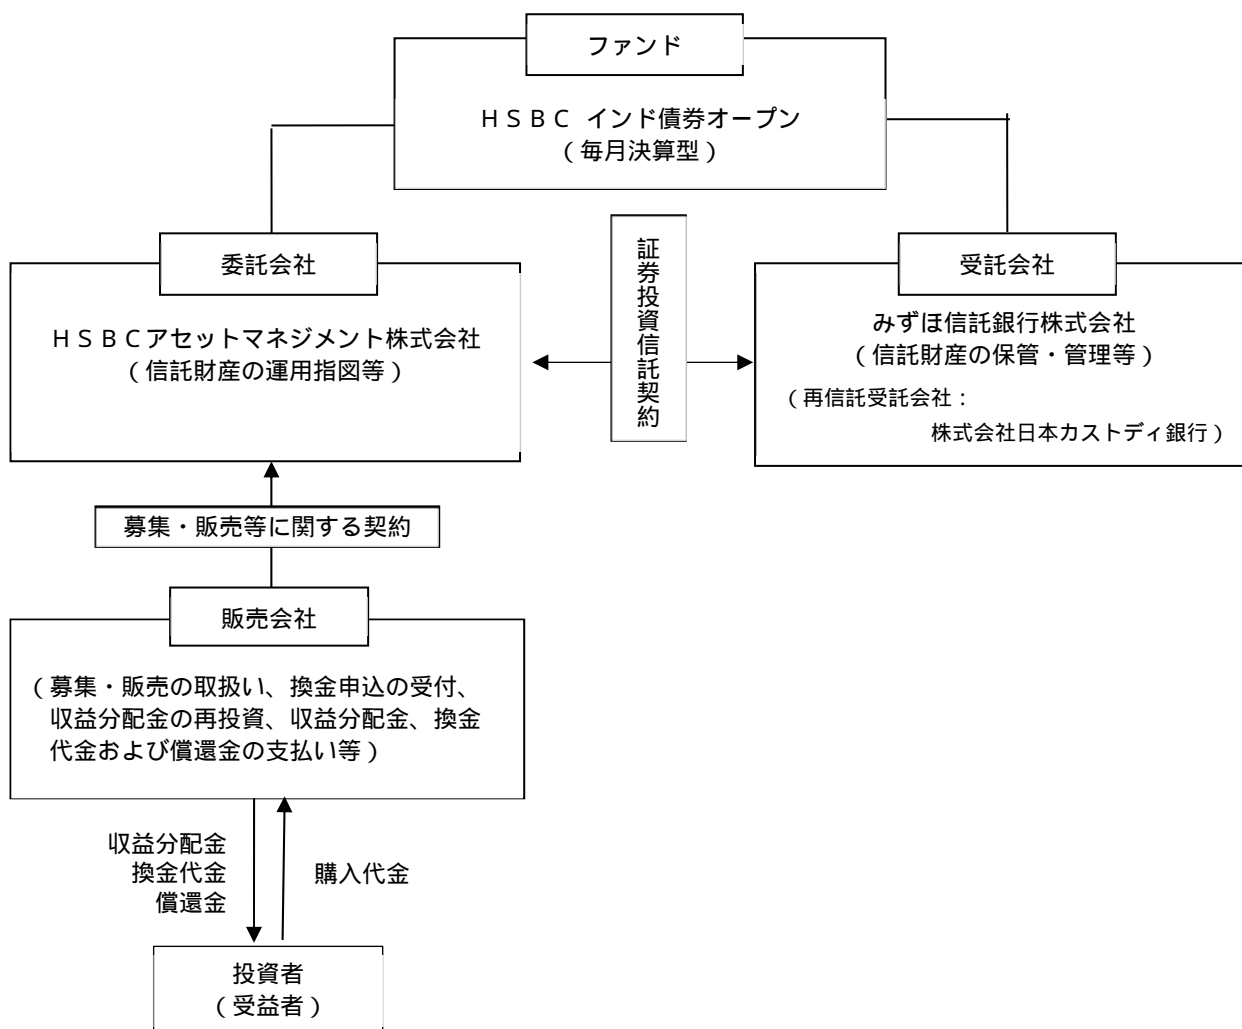 ファンド
ＨＳＢＣ インド債券オープン
（毎月決算型）
委託会社
ＨＳＢＣアセットマネジメント株式会社
（信託財産の運用指図等）
証券投資信託契約
受託会社
みずほ信託銀行株式会社
（信託財産の保管・管理等）
（再信託受託会社：
株式会社日本カストディ銀行）
募集・販売等に関する契約
販売会社
（募集・販売の取扱い、換金申込の受付、
収益分配金の再投資、収益分配金、換金
代金および償還金の支払い等）
収益分配金
換金代金
償還金
購入代金
投資者
（受益者）